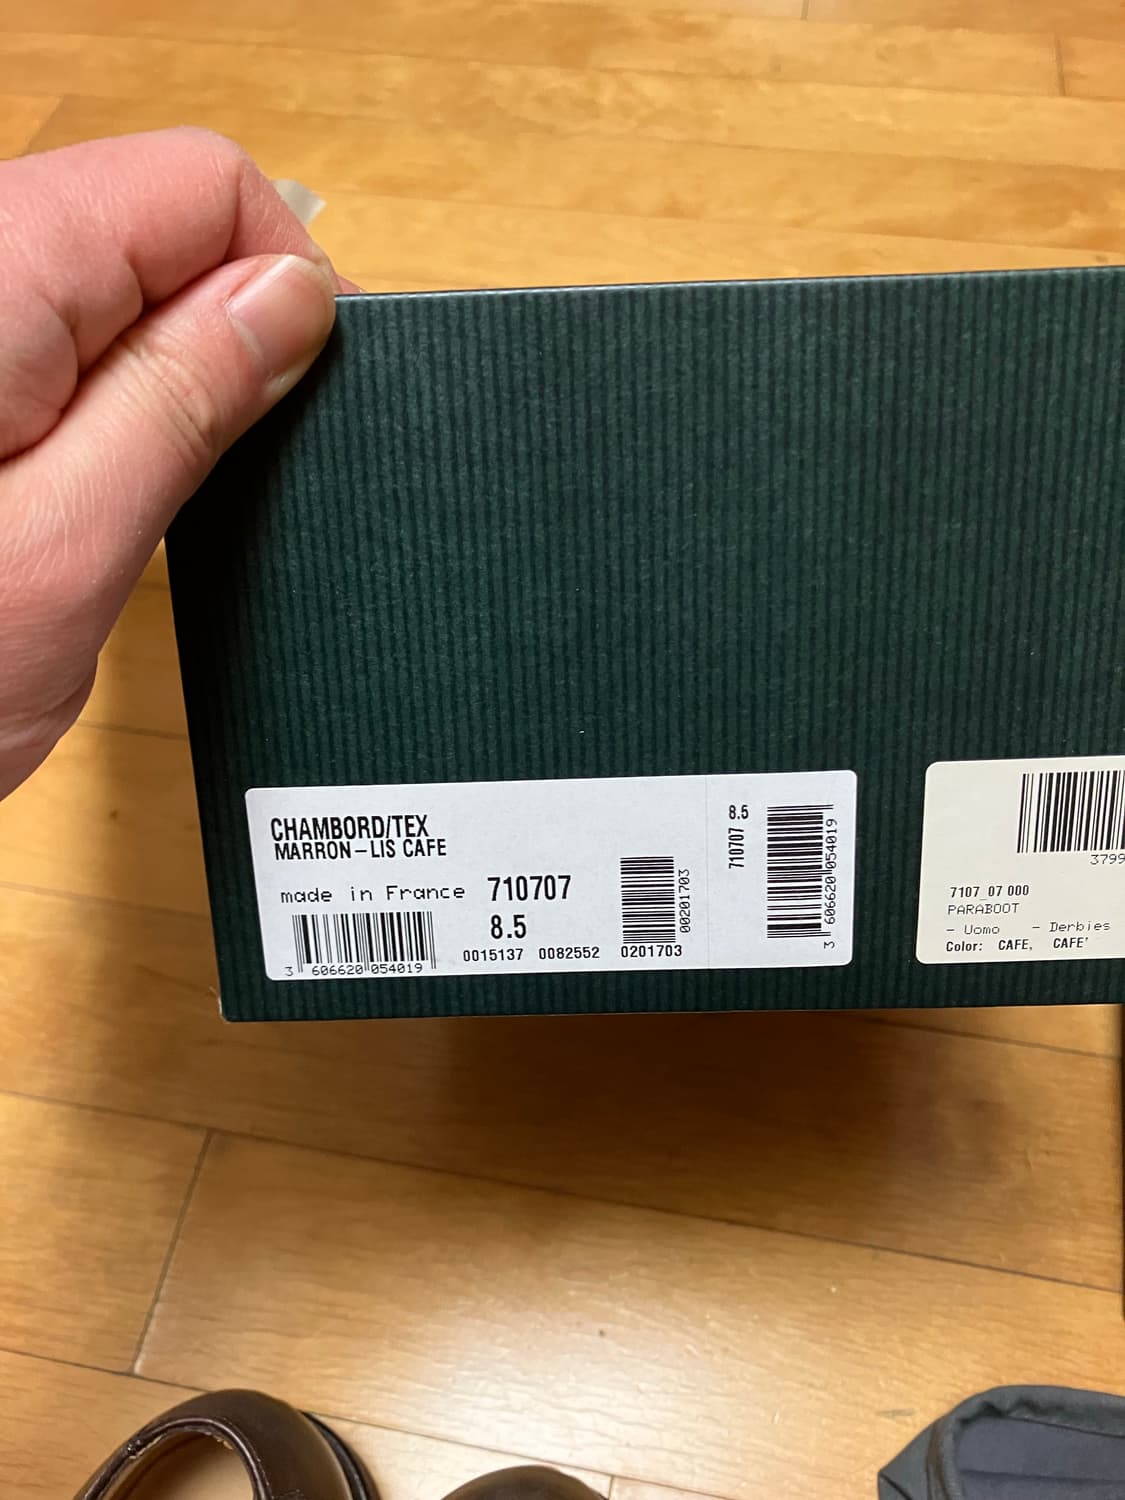 CHAMBORD/TEX
MARRON-LIS CAFE
made in France 710707
8.5
3 606620 054019
0015137 0082552 0201703
00201703
8.5
710707
3 606620 054019
3799
7107_07 000
PARABOOT
- Uomo - Derbies
Color: CAFE, CAFE'